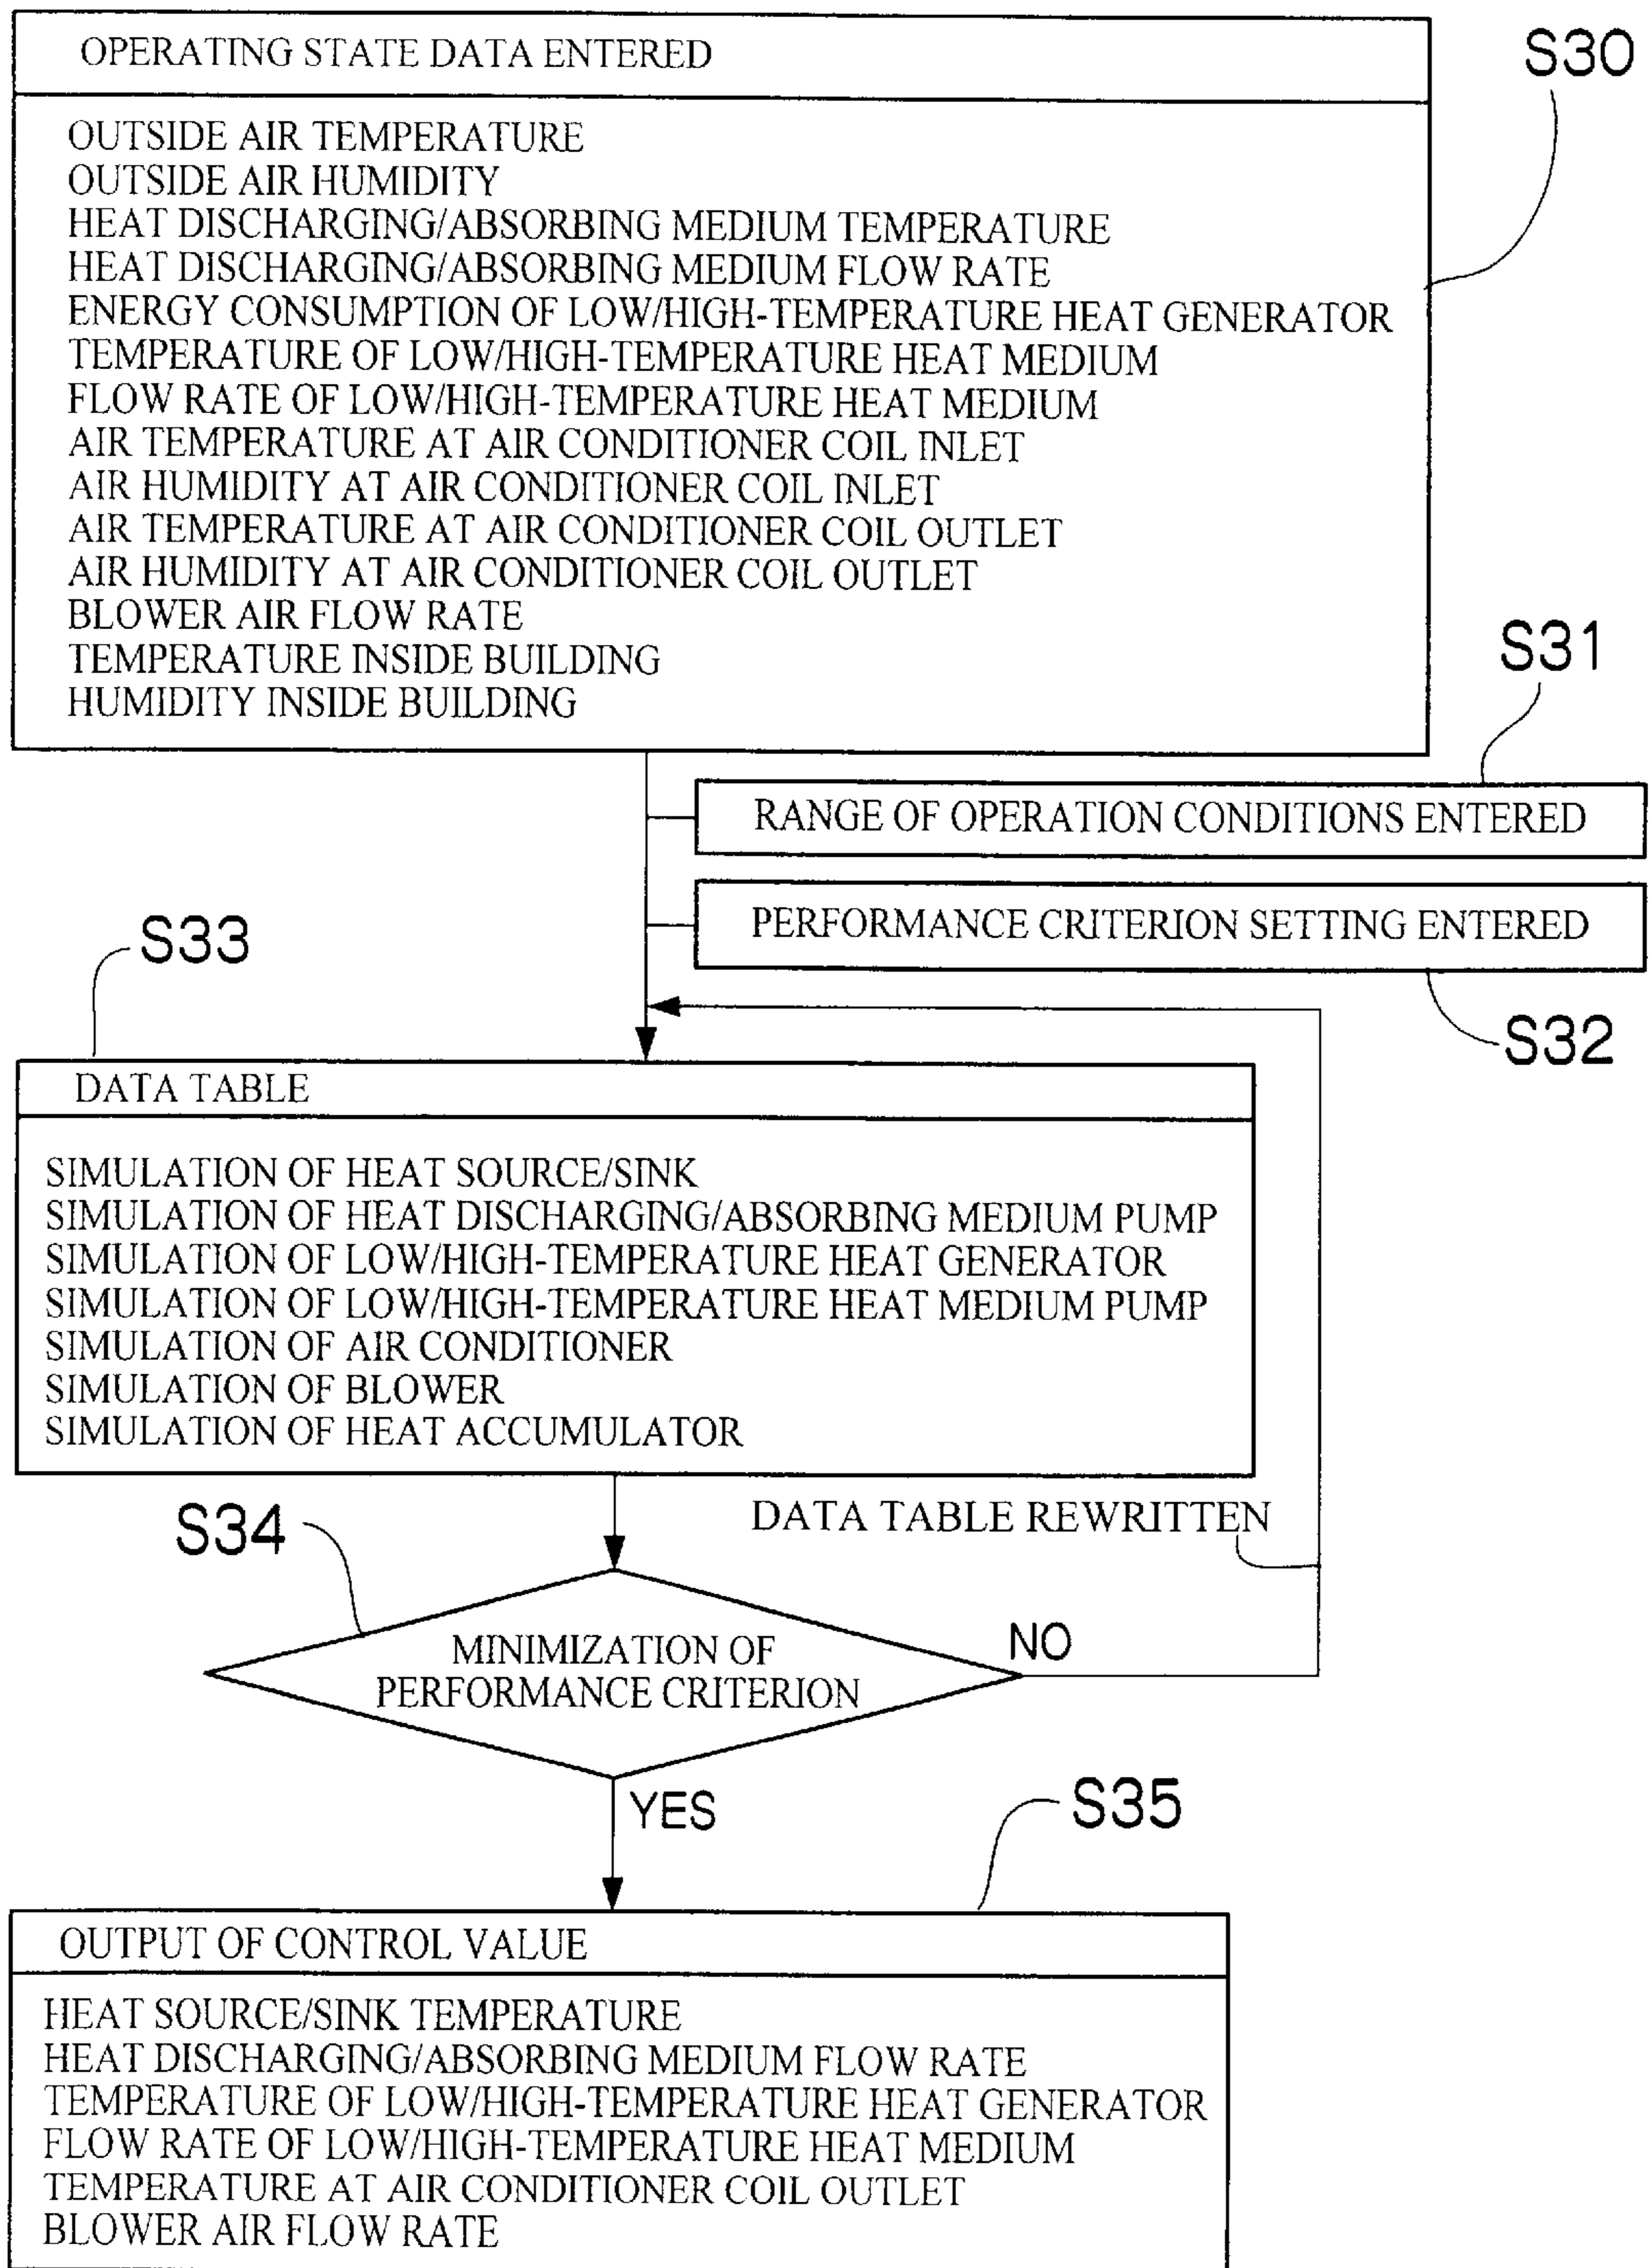 OPERATING STATE DATA ENTERED
S30
OUTSIDE AIR TEMPERATURE
OUTSIDE AIR HUMIDITY
HEAT DISCHARGING/ABSORBING MEDIUM TEMPERATURE
HEAT DISCHARGING/ABSORBING MEDIUM FLOW RATE
ENERGY CONSUMPTION OF LOW/HIGH-TEMPERATURE HEAT GENERATOR
TEMPERATURE OF LOW/HIGH-TEMPERATURE HEAT MEDIUM
FLOW RATE OF LOW/HIGH-TEMPERATURE HEAT MEDIUM
AIR TEMPERATURE AT AIR CONDITIONER COIL INLET
AIR HUMIDITY AT AIR CONDITIONER COIL INLET
AIR TEMPERATURE AT AIR CONDITIONER COIL OUTLET
AIR HUMIDITY AT AIR CONDITIONER COIL OUTLET
BLOWER AIR FLOW RATE
TEMPERATURE INSIDE BUILDING
HUMIDITY INSIDE BUILDING
S31
RANGE OF OPERATION CONDITIONS ENTERED
PERFORMANCE CRITERION SETTING ENTERED
S32
S33
DATA TABLE
SIMULATION OF HEAT SOURCE/SINK
SIMULATION OF HEAT DISCHARGING/ABSORBING MEDIUM PUMP
SIMULATION OF LOW/HIGH-TEMPERATURE HEAT GENERATOR
SIMULATION OF LOW/HIGH-TEMPERATURE HEAT MEDIUM PUMP
SIMULATION OF AIR CONDITIONER
SIMULATION OF BLOWER
SIMULATION OF HEAT ACCUMULATOR
S34
DATA TABLE REWRITTEN
MINIMIZATION OF
PERFORMANCE CRITERION
NO
YES
S35
OUTPUT OF CONTROL VALUE
HEAT SOURCE/SINK TEMPERATURE
HEAT DISCHARGING/ABSORBING MEDIUM FLOW RATE
TEMPERATURE OF LOW/HIGH-TEMPERATURE HEAT GENERATOR
FLOW RATE OF LOW/HIGH-TEMPERATURE HEAT MEDIUM
TEMPERATURE AT AIR CONDITIONER COIL OUTLET
BLOWER AIR FLOW RATE